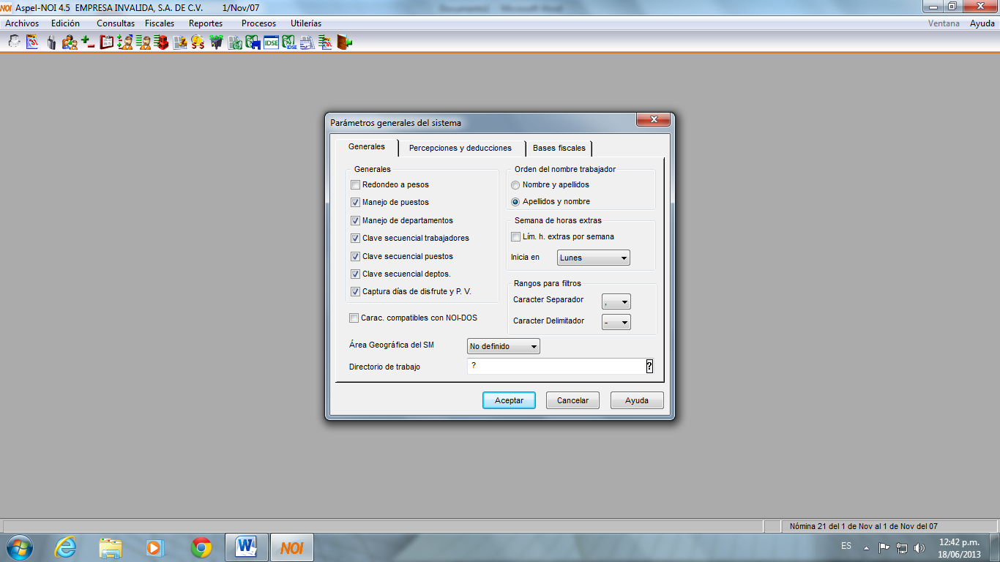 NOI Aspel-NOI 4.5 EMPRESA INVALIDA, S.A. DE C.V. 1/Nov/07
Archivos Edición Consultas Fiscales Reportes Procesos Utilerías Ventana Ayuda
IDSE IDSE
Parámetros generales del sistema
Generales Percepciones y deducciones Bases fiscales
Generales
Redondeo a pesos
Manejo de puestos
Manejo de departamentos
Clave secuencial trabajadores
Clave secuencial puestos
Clave secuencial deptos.
Captura días de disfrute y P. V.
Carac. compatibles con NOI-DOS
Orden del nombre trabajador
Nombre y apellidos
Apellidos y nombre
Semana de horas extras
Lím. h. extras por semana
Inicia en Lunes
Rangos para filtros
Caracter Separador ,
Caracter Delimitador -
Área Geográfica del SM No definido
Directorio de trabajo ? ?
Aceptar Cancelar Ayuda
Nómina 21 del 1 de Nov al 1 de Nov del 07
W NOI ES 12:42 p.m.
18/06/2013